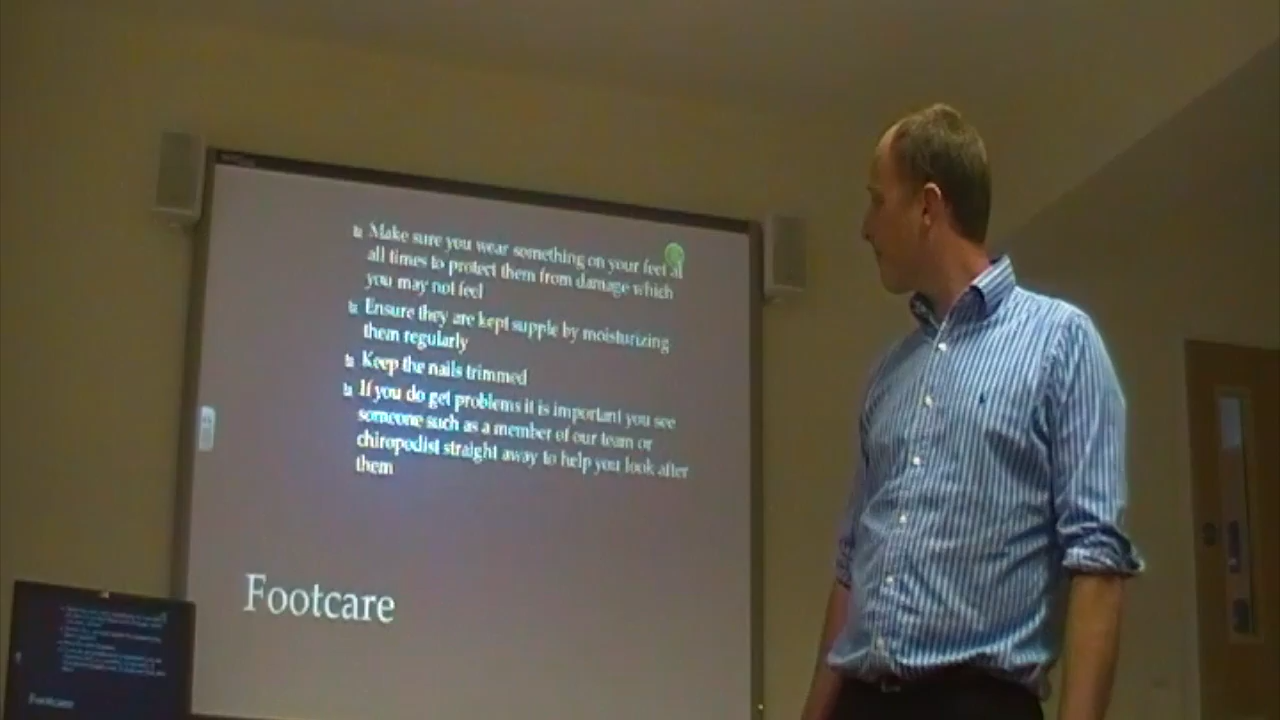 Make sure you wear something on your feet at
all times to protect them from damage which
you may not feel
Ensure they are kept supple by moisturizing
them regularly
Keep the nails trimmed
If you do get problems it is important you see
someone such as a member of our team or
chiropodist straight away to help you look after
them
Footcare
Footcare